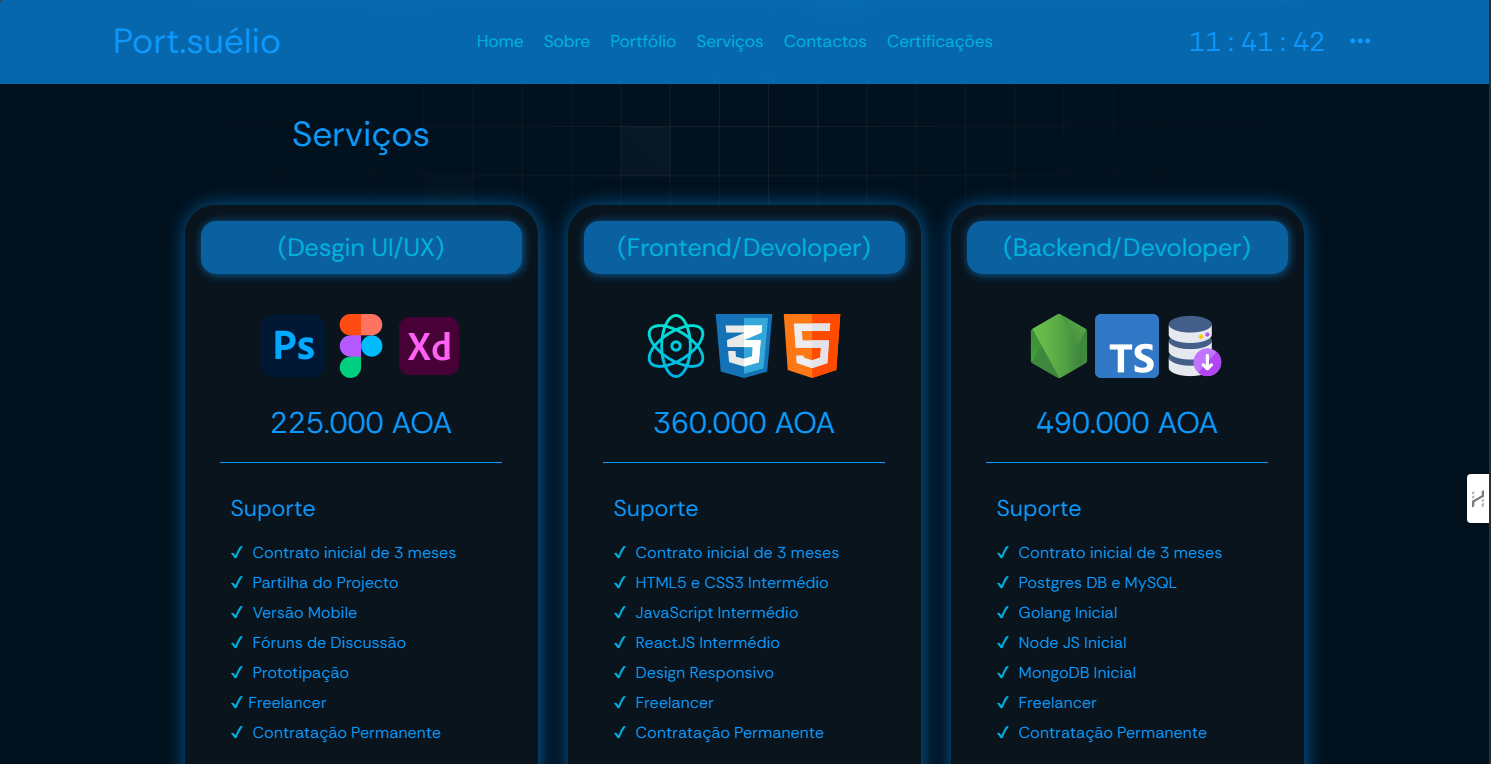 Port.suélio
Home Sobre Portfólio Serviços Contactos Certificações
11 : 41 : 42
Serviços
(Desgin UI/UX)
Ps
Xd
225.000 AOA
Suporte
✓ Contrato inicial de 3 meses
✓ Partilha do Projecto
✓ Versão Mobile
✓ Fóruns de Discussão
✓ Prototipação
✓ Freelancer
✓ Contratação Permanente
(Frontend/Devoloper)
3
5
360.000 AOA
Suporte
✓ Contrato inicial de 3 meses
✓ HTML5 e CSS3 Intermédio
✓ JavaScript Intermédio
✓ ReactJS Intermédio
✓ Design Responsivo
✓ Freelancer
✓ Contratação Permanente
(Backend/Devoloper)
TS
490.000 AOA
Suporte
✓ Contrato inicial de 3 meses
✓ Postgres DB e MySQL
✓ Golang Inicial
✓ Node JS Inicial
✓ MongoDB Inicial
✓ Freelancer
✓ Contratação Permanente